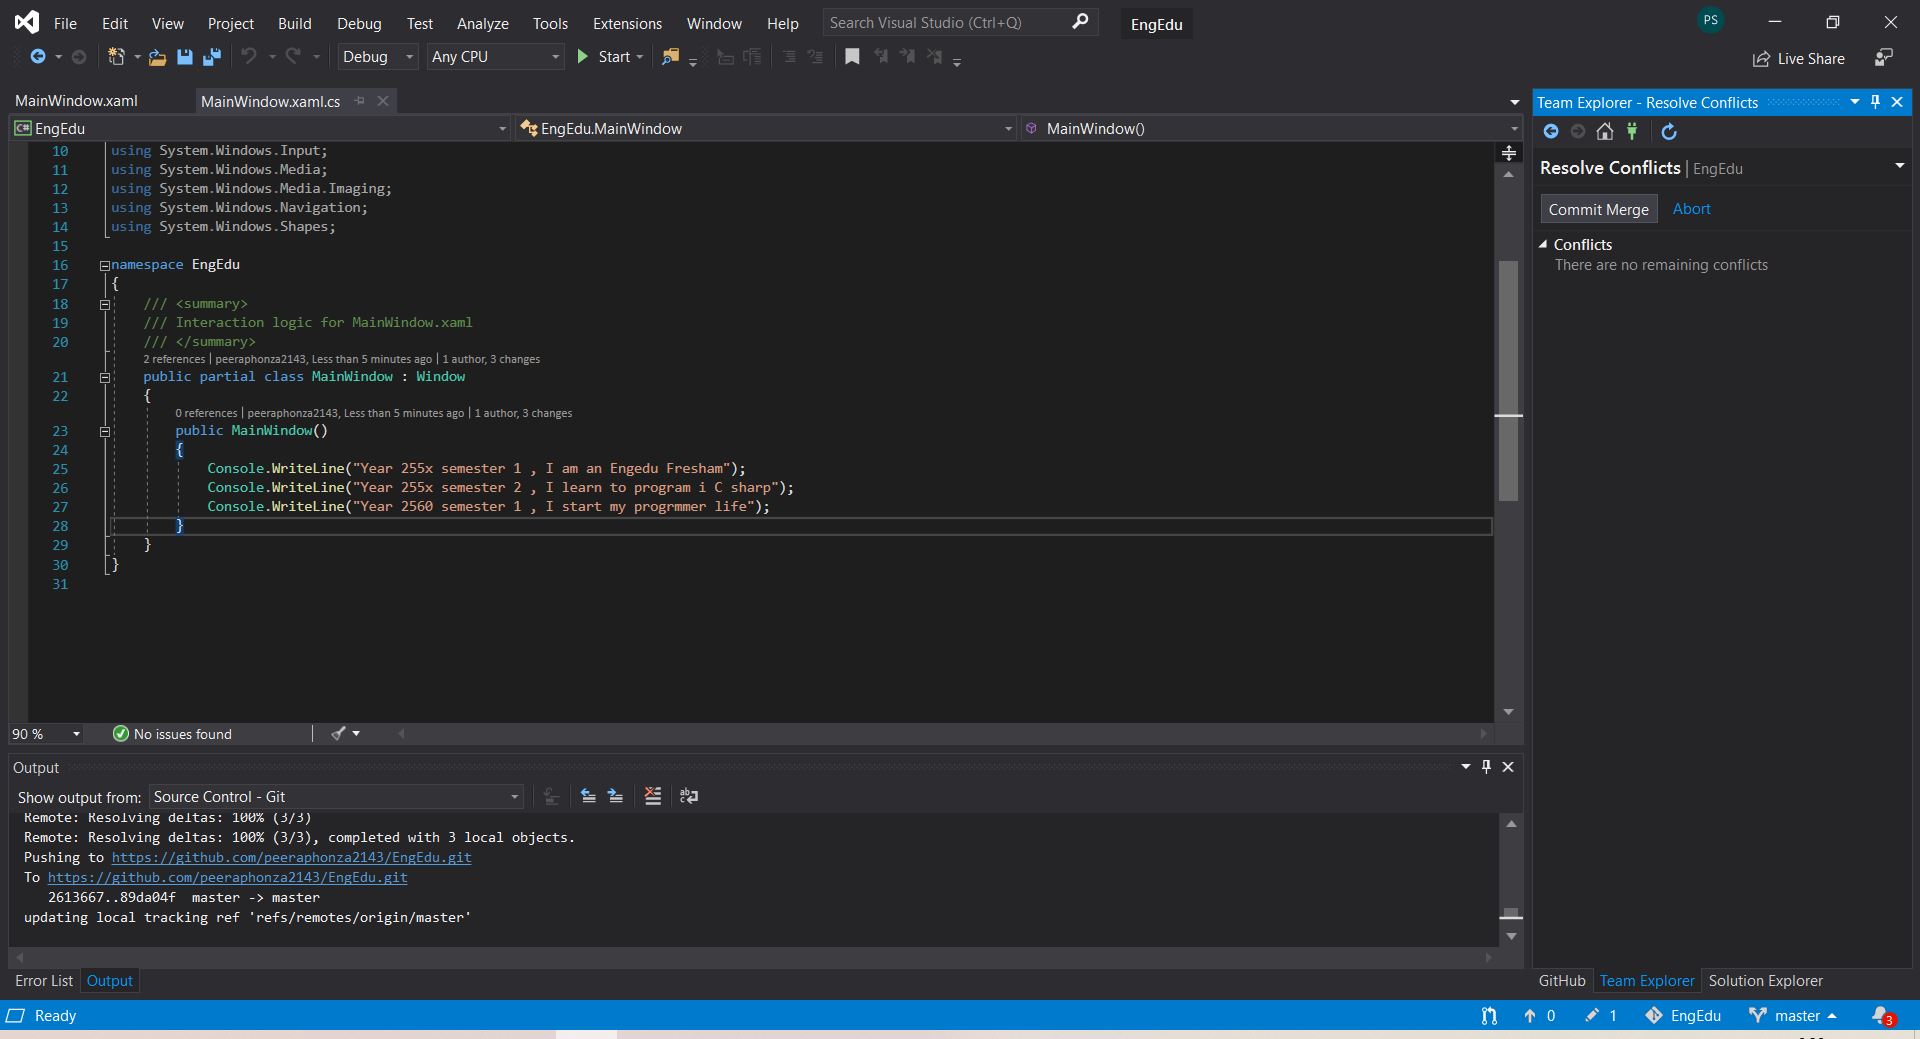 File Edit View Project Build Debug Test Analyze Tools Extensions Window Help Search Visual Studio (Ctrl+Q) EngEdu PS
Debug Any CPU Start Live Share
MainWindow.xaml MainWindow.xaml.cs
C# EngEdu EngEdu.MainWindow MainWindow()
10 using System.Windows.Input;
11 using System.Windows.Media;
12 using System.Windows.Media.Imaging;
13 using System.Windows.Navigation;
14 using System.Windows.Shapes;
15
16 namespace EngEdu
17 {
18 /// <summary>
19 /// Interaction logic for MainWindow.xaml
20 /// </summary>
2 references | peeraphonza2143, Less than 5 minutes ago | 1 author, 3 changes
21 public partial class MainWindow : Window
22 {
0 references | peeraphonza2143, Less than 5 minutes ago | 1 author, 3 changes
23 public MainWindow()
24 {
25 Console.WriteLine("Year 255x semester 1 , I am an Engedu Fresham");
26 Console.WriteLine("Year 255x semester 2 , I learn to program i C sharp");
27 Console.WriteLine("Year 2560 semester 1 , I start my progrmmer life");
28 }
29 }
30 }
31
90 % No issues found
Output
Show output from: Source Control - Git
Remote: Resolving deltas: 100% (3/3)
Remote: Resolving deltas: 100% (3/3), completed with 3 local objects.
Pushing to https://github.com/peeraphonza2143/EngEdu.git
To https://github.com/peeraphonza2143/EngEdu.git
2613667..89da04f master -> master
updating local tracking ref 'refs/remotes/origin/master'
Error List Output
Team Explorer - Resolve Conflicts
Resolve Conflicts | EngEdu
Commit Merge Abort
Conflicts
There are no remaining conflicts
GitHub Team Explorer Solution Explorer
Ready 0 1 EngEdu master 3